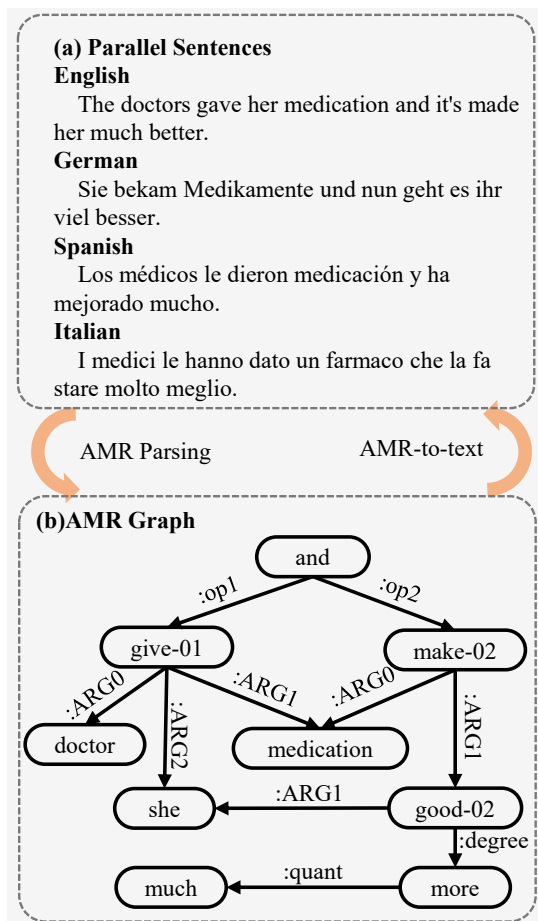 (a) Parallel Sentences
English
The doctors gave her medication and it's made
her much better.
German
Sie bekam Medikamente und nun geht es ihr
viel besser.
Spanish
Los médicos le dieron medicación y ha
mejorado mucho.
Italian
I medici le hanno dato un farmaco che la fa
stare molto meglio.
AMR Parsing
AMR-to-text
(b)AMR Graph
and
:op1
:op2
give-01
make-02
:ARG0
:ARG2
:ARG1
:ARG0
:ARG1
doctor
medication
she
:ARG1
good-02
:degree
much
:quant
more